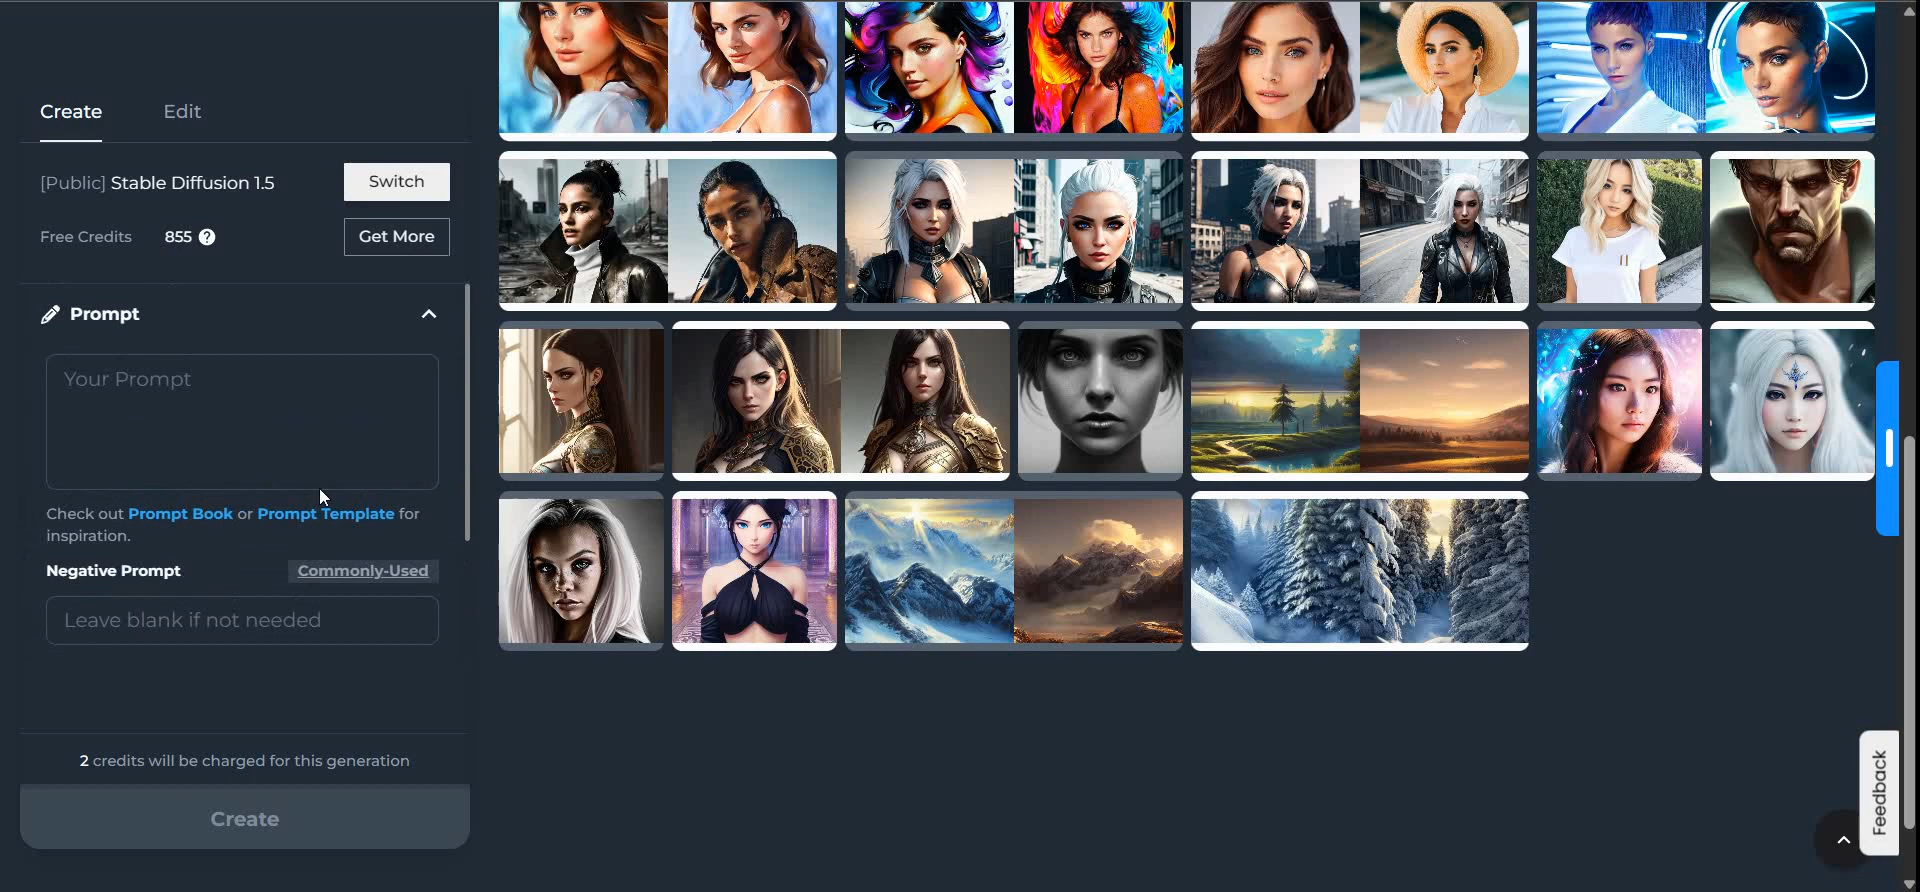 Create Edit
[Public] Stable Diffusion 1.5 Switch
Free Credits 855 ? Get More
Prompt
Your Prompt
Check out Prompt Book or Prompt Template for
inspiration.
Negative Prompt Commonly-Used
Leave blank if not needed
2 credits will be charged for this generation
Create
Feedback